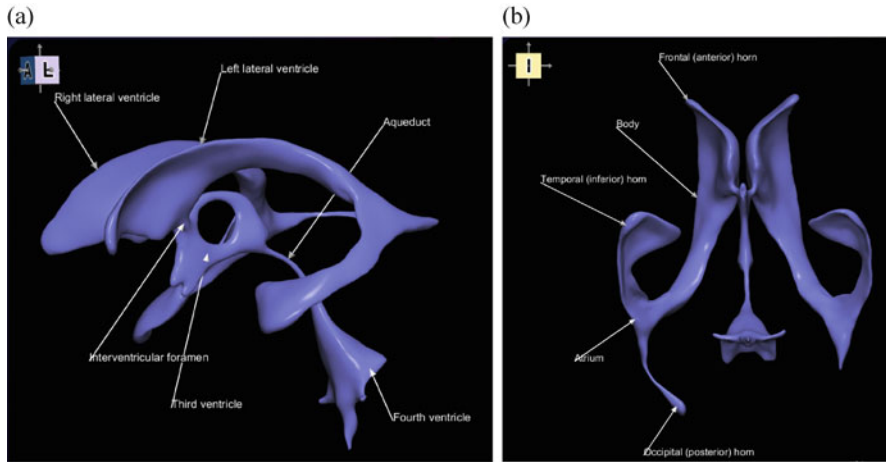 (a)
A L
Right lateral ventricle
Left lateral ventricle
Aqueduct
Interventricular foramen
Third ventricle
Fourth ventricle
(b)
I
Frontal (anterior) horn
Body
Temporal (inferior) horn
Atrium
Occipital (posterior) horn